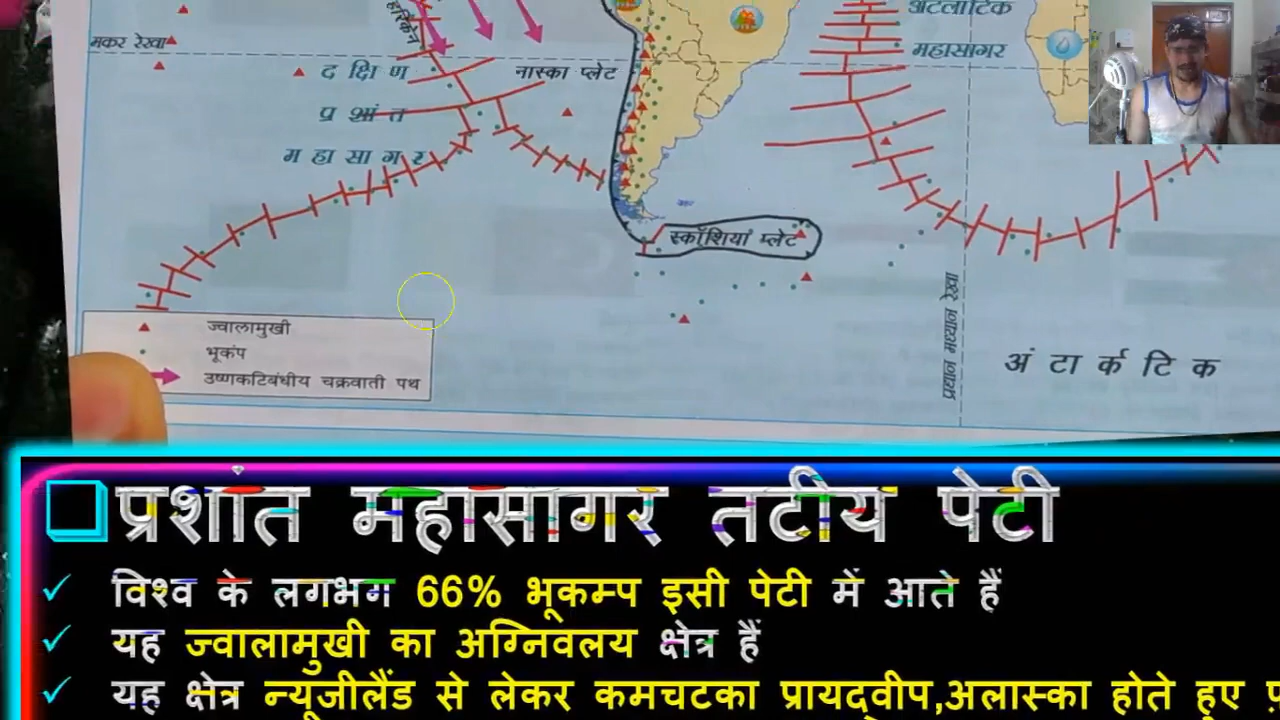 हरिकेन
अटलांटिक
मकर रेखा
महासागर
द क्षि ण
नास्का प्लेट
प्र शां त
म हा सा ग र
स्कॉशिया प्लेट
प्रधान मध्यान रेखा
ज्वालामुखी
भूकंप
उष्णकटिबंधीय चक्रवाती पथ
अं टा र्क टि क
प्रशांत महासागर तटीय पेटी
विश्व के लगभग 66% भूकम्प इसी पेटी में आते हैं
यह ज्वालामुखी का अग्निवलय क्षेत्र हैं
यह क्षेत्र न्यूजीलैंड से लेकर कमचटका प्रायद्वीप,अलास्का होते हुए